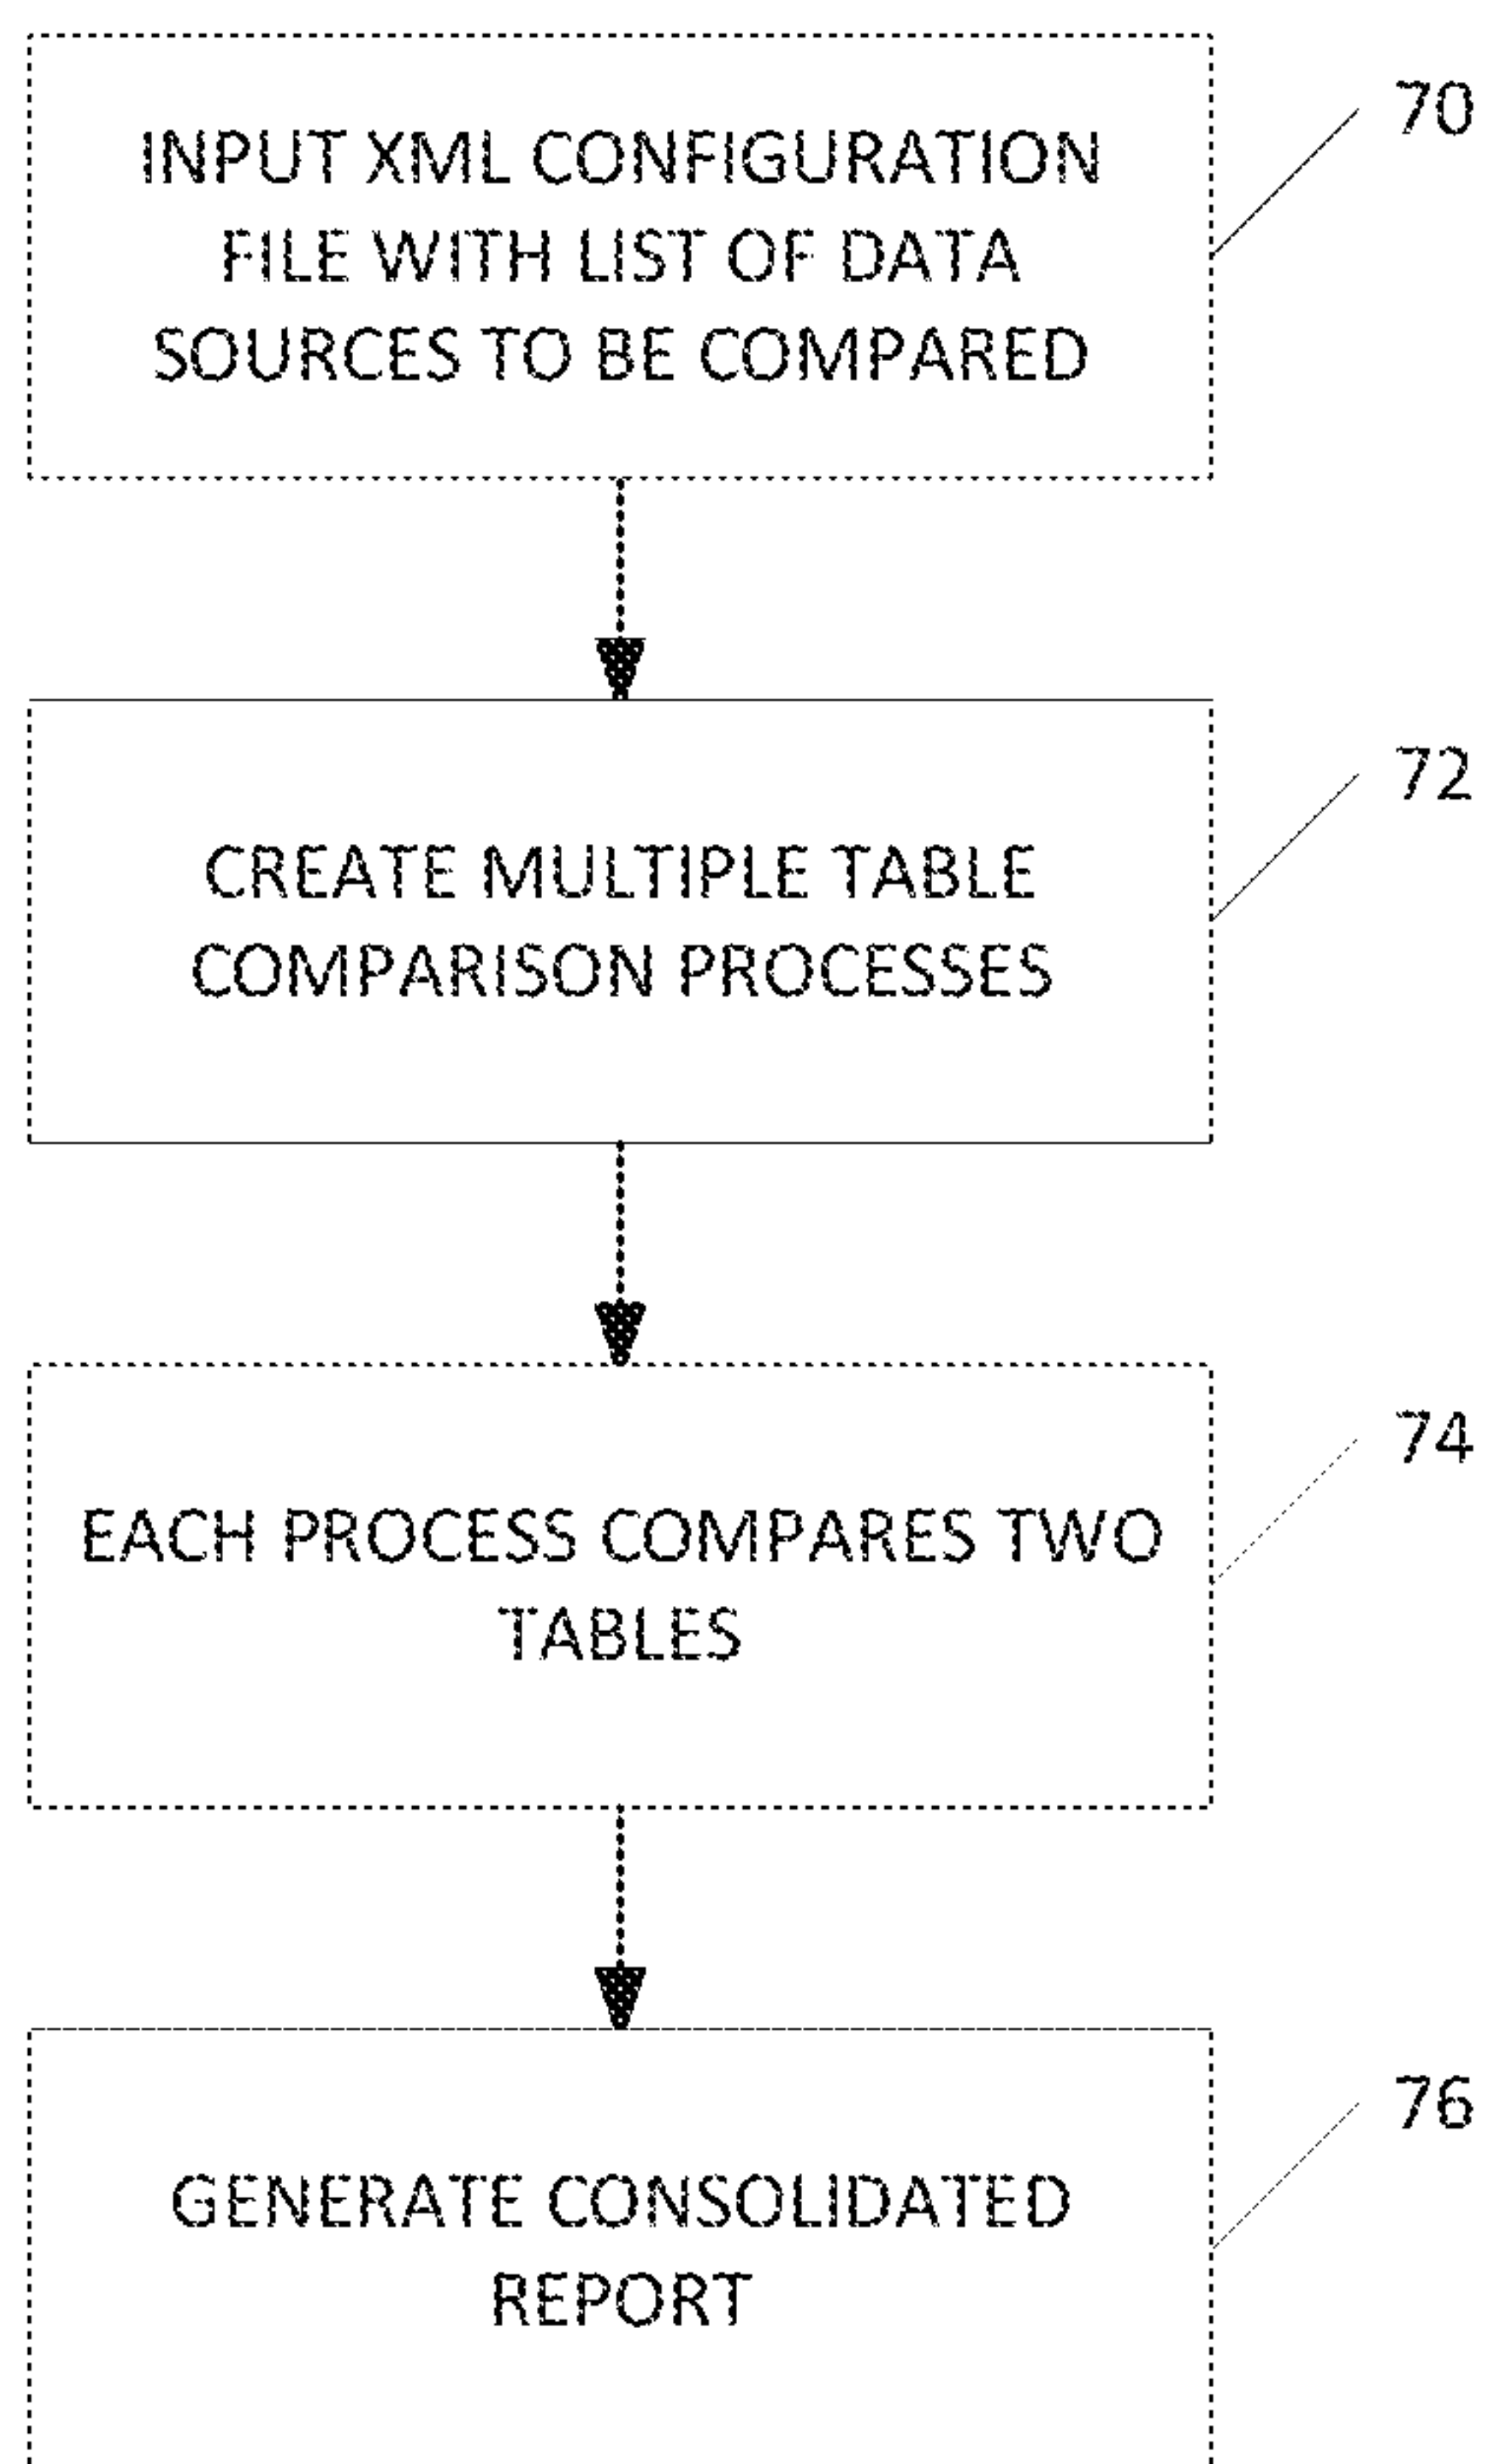 INPUT XML CONFIGURATION
FILE WITH LIST OF DATA
SOURCES TO BE COMPARED
70
CREATE MULTIPLE TABLE
COMPARISON PROCESSES
72
EACH PROCESS COMPARES TWO
TABLES
74
GENERATE CONSOLIDATED
REPORT
76